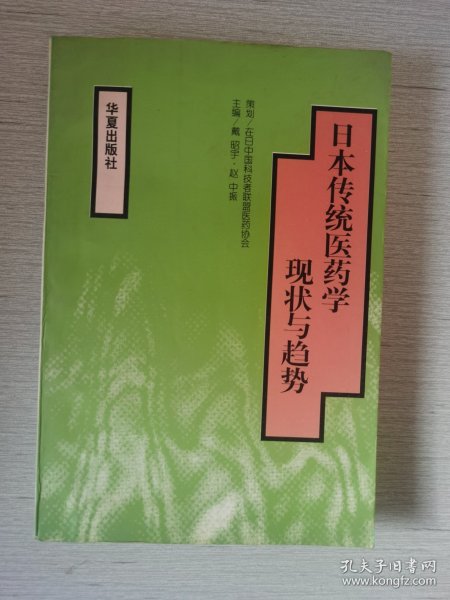 日本传统医药学
现状与趋势
策划/在日中国科技者联盟医药协会
主编/戴 昭宇·赵 中振
华夏出版社
孔夫子旧书网
www.kongfz.com